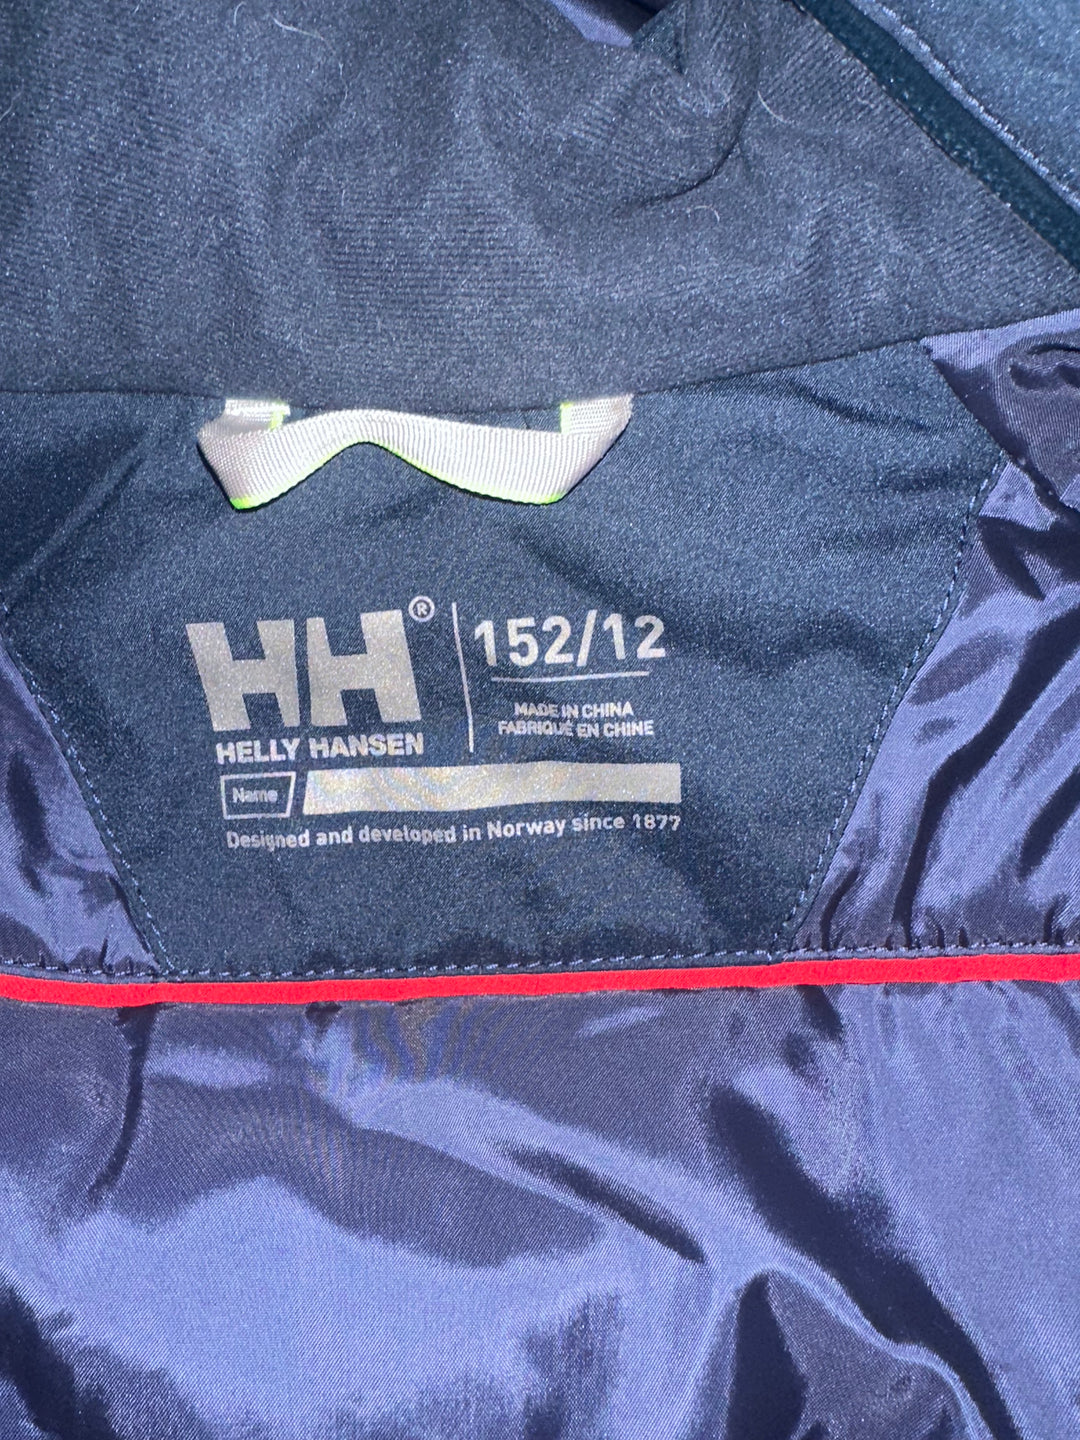 HH®
HELLY HANSEN
152/12
MADE IN CHINA
FABRIQUÉ EN CHINE
Name
Designed and developed in Norway since 1877